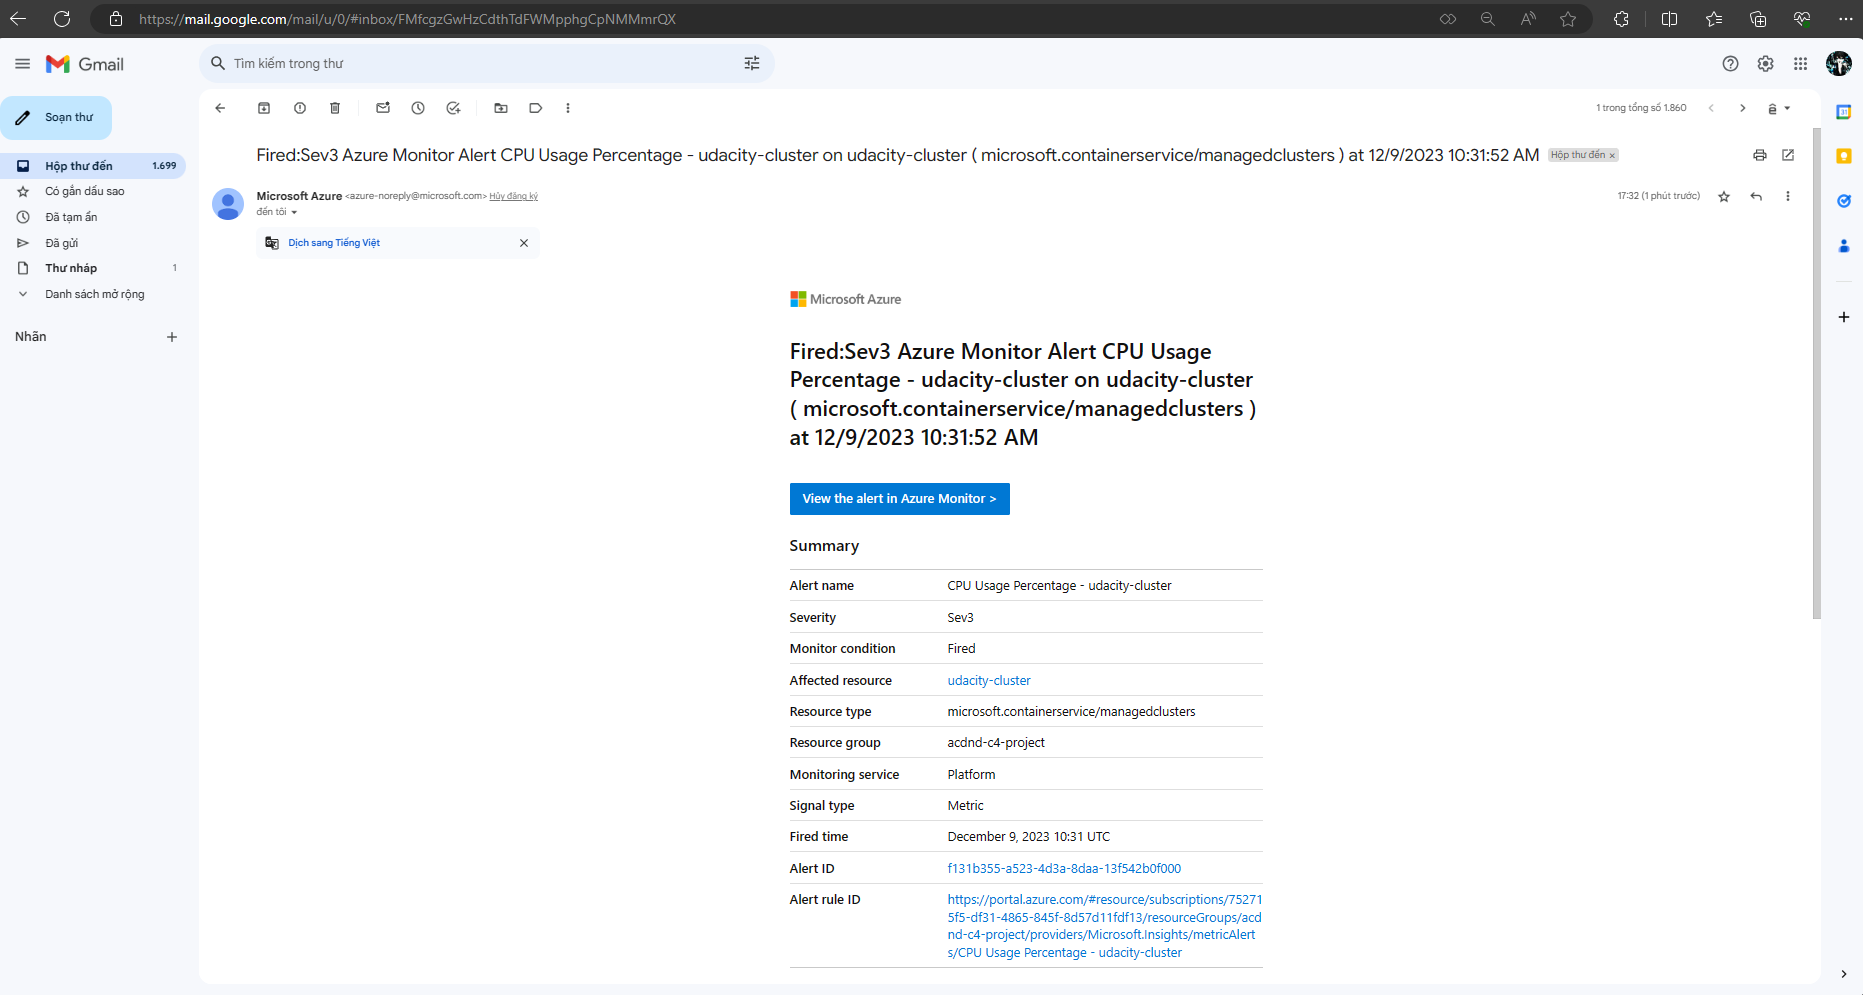 https://mail.google.com/mail/u/0/#inbox/FMfcgzGwHzCdthTdFWMpphgCpNMMmrQX
Gmail
Tìm kiếm trong thư
Soạn thư
1 trong tổng số 1.860
Hộp thư đến 1.699
Có gắn dấu sao
Đã tạm ẩn
Đã gửi
Thư nháp 1
Danh sách mở rộng
Nhãn
Fired:Sev3 Azure Monitor Alert CPU Usage Percentage - udacity-cluster on udacity-cluster ( microsoft.containerservice/managedclusters ) at 12/9/2023 10:31:52 AM Hộp thư đến x
Microsoft Azure <azure-noreply@microsoft.com> Hủy đăng ký
17:32 (1 phút trước)
đến tôi
Dịch sang Tiếng Việt
Microsoft Azure
Fired:Sev3 Azure Monitor Alert CPU Usage
Percentage - udacity-cluster on udacity-cluster
( microsoft.containerservice/managedclusters )
at 12/9/2023 10:31:52 AM
View the alert in Azure Monitor >
Summary
Alert name CPU Usage Percentage - udacity-cluster
Severity Sev3
Monitor condition Fired
Affected resource udacity-cluster
Resource type microsoft.containerservice/managedclusters
Resource group acdnd-c4-project
Monitoring service Platform
Signal type Metric
Fired time December 9, 2023 10:31 UTC
Alert ID f131b355-a523-4d3a-8daa-13f542b0f000
Alert rule ID https://portal.azure.com/#resource/subscriptions/75271
5f5-df31-4865-845f-8d57d11fdf13/resourceGroups/acd
nd-c4-project/providers/Microsoft.Insights/metricAlert
s/CPU Usage Percentage - udacity-cluster